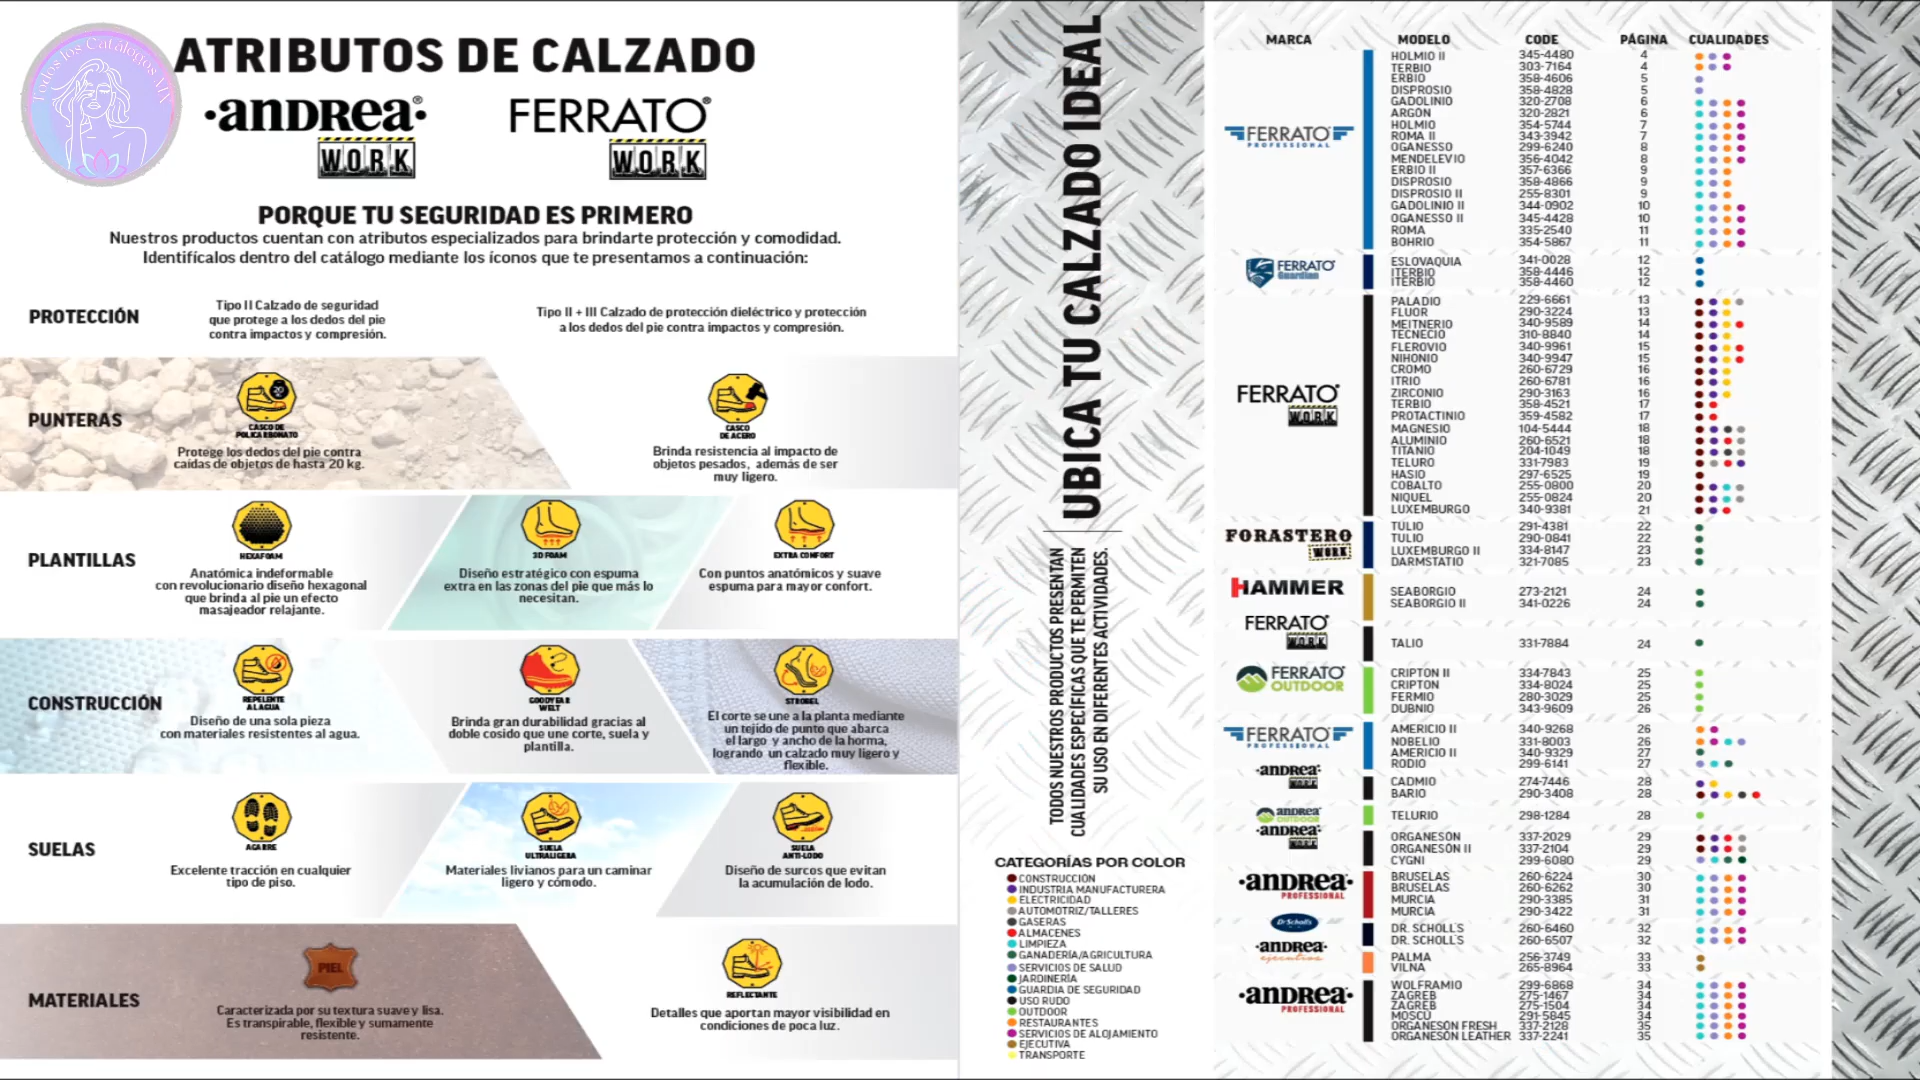 Todos los Catálogos MX
ATRIBUTOS DE CALZADO
·anDREa·®
WORK
FERRATO®
WORK
PORQUE TU SEGURIDAD ES PRIMERO
Nuestros productos cuentan con atributos especializados para brindarte protección y comodidad.
Identifícalos dentro del catálogo mediante los íconos que te presentamos a continuación:
PROTECCIÓN
Tipo II Calzado de seguridad
que protege a los dedos del pie
contra impactos y compresión.
Tipo II + III Calzado de protección dieléctrico y protección
a los dedos del pie contra impactos y compresión.
PUNTERAS
20
CASCO DE
POLICARBONATO
Protege los dedos del pie contra
caídas de objetos de hasta 20 kg.
CASCO
DE ACERO
Brinda resistencia al impacto de
objetos pesados, además de ser
muy ligero.
PLANTILLAS
HEXAFOAM
Anatómica indeformable
con revolucionario diseño hexagonal
que brinda al pie un efecto
masajeador relajante.
3D FOAM
Diseño estratégico con espuma
extra en las zonas del pie que más lo
necesitan.
EXTRA CONFORT
Con puntos anatómicos y suave
espuma para mayor confort.
CONSTRUCCIÓN
REPELENTE
AL AGUA
Diseño de una sola pieza
con materiales resistentes al agua.
GOODYEAR
WELT
Brinda gran durabilidad gracias al
doble cosido que une corte, suela y
plantilla.
STROBEL
El corte se une a la planta mediante
un tejido de punto que abarca
el largo y ancho de la horma,
logrando un calzado muy ligero y
flexible.
SUELAS
AGARRE
Excelente tracción en cualquier
tipo de piso.
SUELA
ULTRALIGERA
Materiales livianos para un caminar
ligero y cómodo.
SUELA
ANTI-LODO
Diseño de surcos que evitan
la acumulación de lodo.
MATERIALES
PIEL
Caracterizada por su textura suave y lisa.
Es transpirable, flexible y sumamente
resistente.
REFLECTANTE
Detalles que aportan mayor visibilidad en
condiciones de poca luz.
UBICA TU CALZADO IDEAL
TODOS NUESTROS PRODUCTOS PRESENTAN
CUALIDADES ESPECÍFICAS QUE TE PERMITEN
SU USO EN DIFERENTES ACTIVIDADES.
CATEGORÍAS POR COLOR
CONSTRUCCIÓN
INDUSTRIA MANUFACTURERA
ELECTRICIDAD
AUTOMOTRIZ/TALLERES
GASERAS
ALMACENES
LIMPIEZA
GANADERÍA/AGRICULTURA
SERVICIOS DE SALUD
JARDINERÍA
GUARDIA DE SEGURIDAD
USO RUDO
OUTDOOR
RESTAURANTES
SERVICIOS DE ALOJAMIENTO
EJECUTIVA
TRANSPORTE
MARCA MODELO CODE PÁGINA CUALIDADES
FERRATO
PROFESSIONAL
HOLMIO II 345-4480 4
TERBIO 303-7164 4
ERBIO 358-4606 5
DISPROSIO 358-4828 5
GADOLINIO 320-2708 6
ARGÓN 320-2821 6
HOLMIO 354-5744 7
ROMA II 343-3942 7
OGANESSO 299-6240 8
MENDELEVIO 356-4042 8
ERBIO II 357-6366 9
DISPROSIO 358-4866 9
DISPROSIO II 255-8301 9
GADOLINIO II 344-0902 10
OGANESSO II 345-4428 10
ROMA 335-2540 11
BOHRIO 354-5867 11
FERRATO
Guardian
ESLOVAQUIA 341-0028 12
ITERBIO 358-4446 12
ITERBIO 358-4460 12
FERRATO
WORK
PALADIO 229-6661 13
FLUOR 290-3224 13
MEITNERIO 340-9589 14
TECNECIO 310-8840 14
FLEROVIO 340-9961 15
NIHONIO 340-9947 15
CROMO 260-6729 16
ITRIO 260-6781 16
ZIRCONIO 290-3163 16
TERBIO 358-4521 17
PROTACTINIO 359-4582 17
MAGNESIO 104-5444 18
ALUMINIO 260-6521 18
TITANIO 204-1049 18
TELURO 331-7983 19
HASIO 297-6525 19
COBALTO 255-0800 20
NIQUEL 255-0824 20
LUXEMBURGO 340-9381 21
FORASTERO
WORK
TULIO 291-4381 22
TULIO 290-0841 22
LUXEMBURGO II 334-8147 23
DARMSTATIO 321-7085 23
HAMMER
SEABORGIO 273-2121 24
SEABORGIO II 341-0226 24
FERRATO
WORK
TALIO 331-7884 24
FERRATO
OUTDOOR
CRIPTON II 334-7843 25
CRIPTON 334-8024 25
FERMIO 280-3029 25
DUBNIO 343-9609 26
FERRATO
PROFESSIONAL
AMERICIO II 340-9268 26
NOBELIO 331-8003 26
AMERICIO II 340-9329 27
RODIO 299-6141 27
·anDREa·
WORK
CADMIO 274-7446 28
BARIO 290-3408 28
anDREa
OUTDOOR
TELURIO 298-1284 28
·anDREa·
WORK
ORGANESÓN 337-2029 29
ORGANESÓN II 337-2104 29
CYGNI 299-6080 29
·anDREa·
PROFESSIONAL
BRUSELAS 260-6224 30
BRUSELAS 260-6262 30
MURCIA 290-3385 31
MURCIA 290-3422 31
Dr Scholl's
DR. SCHOLL'S 260-6460 32
DR. SCHOLL'S 260-6507 32
·anDREa·
ejecutivo
PALMA 256-3749 33
VILNA 265-8964 33
·anDREa·
PROFESSIONAL
WOLFRAMIO 299-6868 34
ZAGREB 275-1467 34
ZAGREB 275-1504 34
MOSCÚ 291-5845 34
ORGANESÓN FRESH 337-2128 35
ORGANESÓN LEATHER 337-2241 35